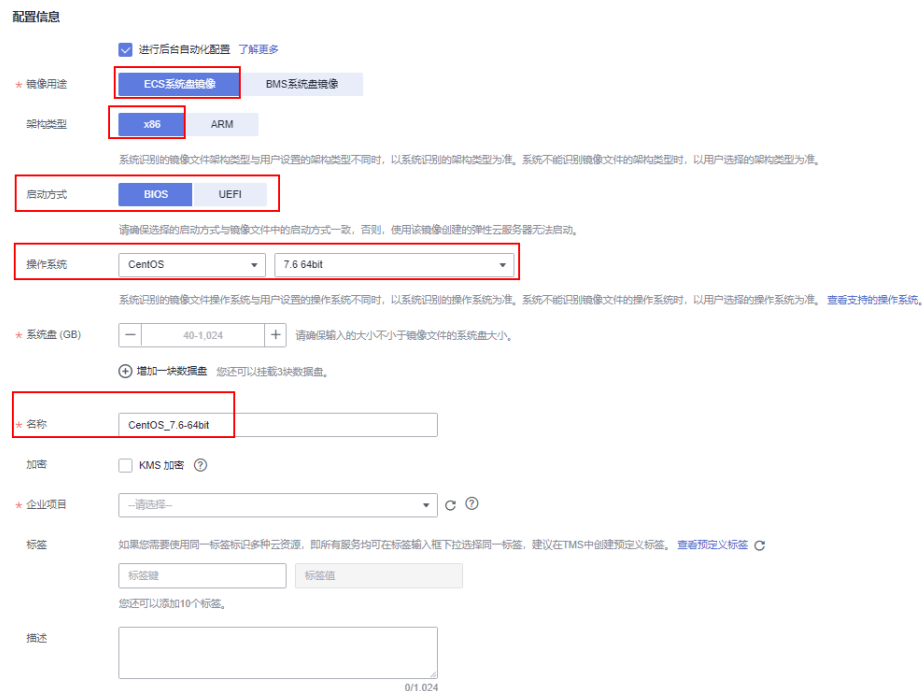 配置信息
进行后台自动化配置 了解更多
* 镜像用途 ECS系统盘镜像 BMS系统盘镜像
架构类型 x86 ARM
系统识别的镜像文件架构类型与用户设置的架构类型不同时，以系统识别的架构类型为准。系统不能识别镜像文件的架构类型时，以用户选择的架构类型为准。
启动方式 BIOS UEFI
请确保选择的启动方式与镜像文件中的启动方式一致，否则，使用该镜像创建的弹性云服务器无法启动。
操作系统 CentOS 7.6 64bit
系统识别的镜像文件操作系统与用户设置的操作系统不同时，以系统识别的操作系统为准。系统不能识别镜像文件的操作系统时，以用户选择的操作系统为准。 查看支持的操作系统。
* 系统盘 (GB) 40-1,024 请确保输入的大小不小于镜像文件的系统盘大小。
增加一块数据盘 您还可以挂载3块数据盘。
* 名称 CentOS_7.6-64bit
加密 KMS 加密 ?
* 企业项目 --请选择-- ?
标签 如果您需要使用同一标签标识多种云资源，即所有服务均可在标签输入框下拉选择同一标签，建议在TMS中创建预定义标签。 查看预定义标签
标签键 标签值
您还可以添加10个标签。
描述
0/1,024